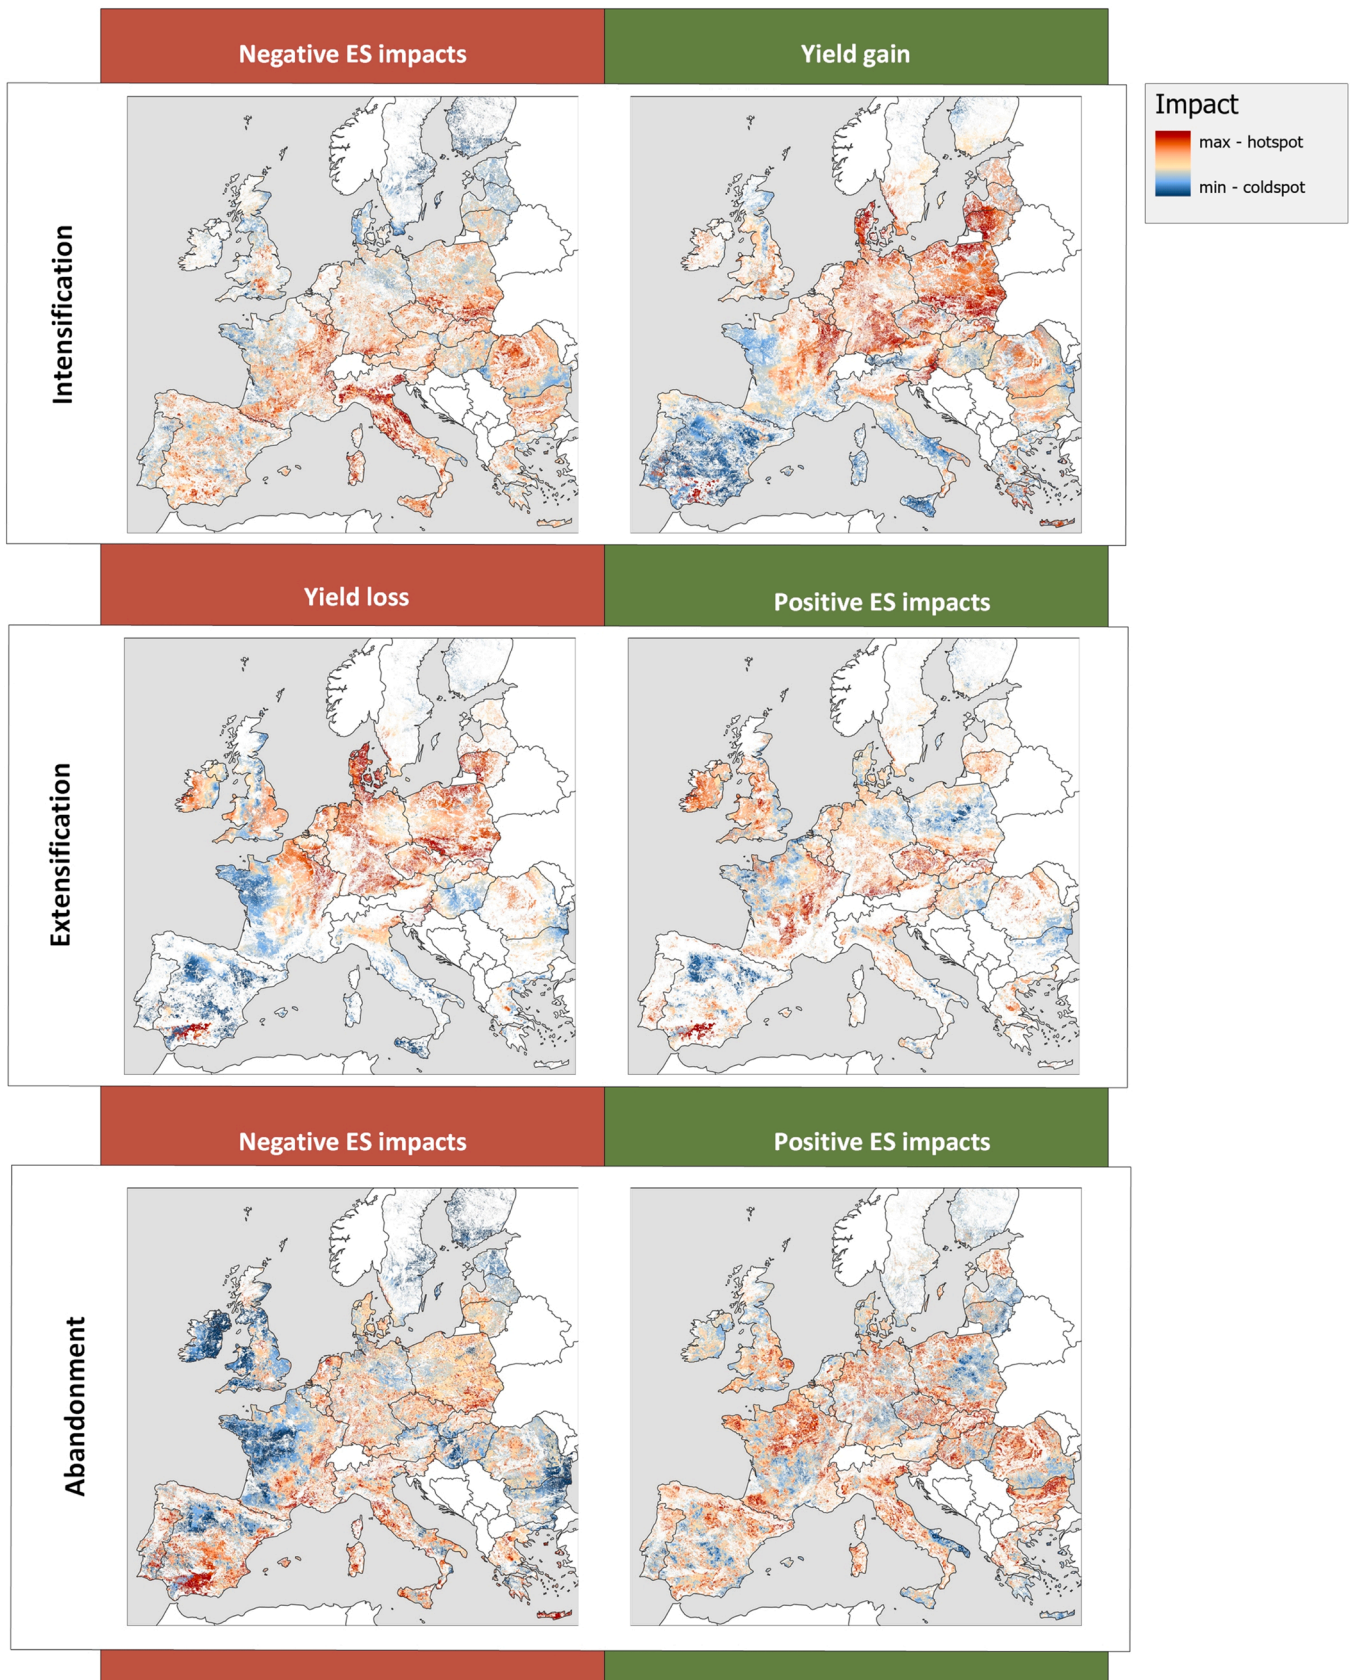 Negative ES impacts
Yield gain
Impact
max - hotspot
min - coldspot
Intensification
Yield loss
Positive ES impacts
Extensification
Negative ES impacts
Positive ES impacts
Abandonment